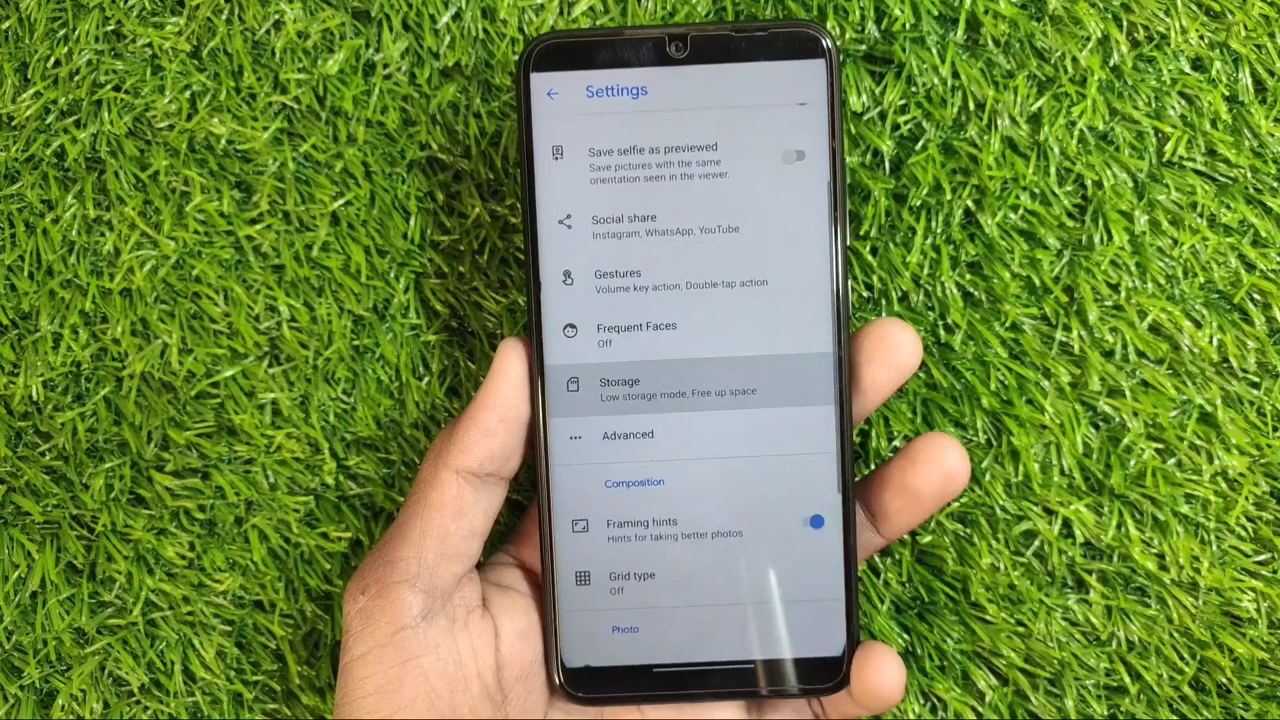 Settings
Save selfie as previewed
Save pictures with the same
orientation seen in the viewer.
Social share
Instagram, WhatsApp, YouTube
Gestures
Volume key action, Double-tap action
Frequent Faces
Off
Storage
Low storage mode, Free up space
Advanced
Composition
Framing hints
Hints for taking better photos
Grid type
Off
Photo